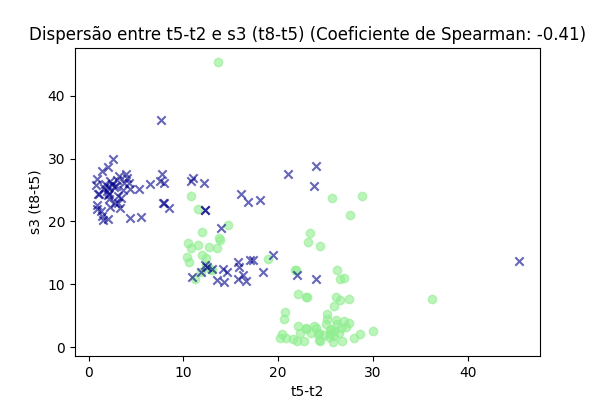 Dispersão entre t5-t2 e s3 (t8-t5) (Coeficiente de Spearman: -0.41)
s3 (t8-t5)
40
30
20
10
0
0 10 20 30 40
t5-t2